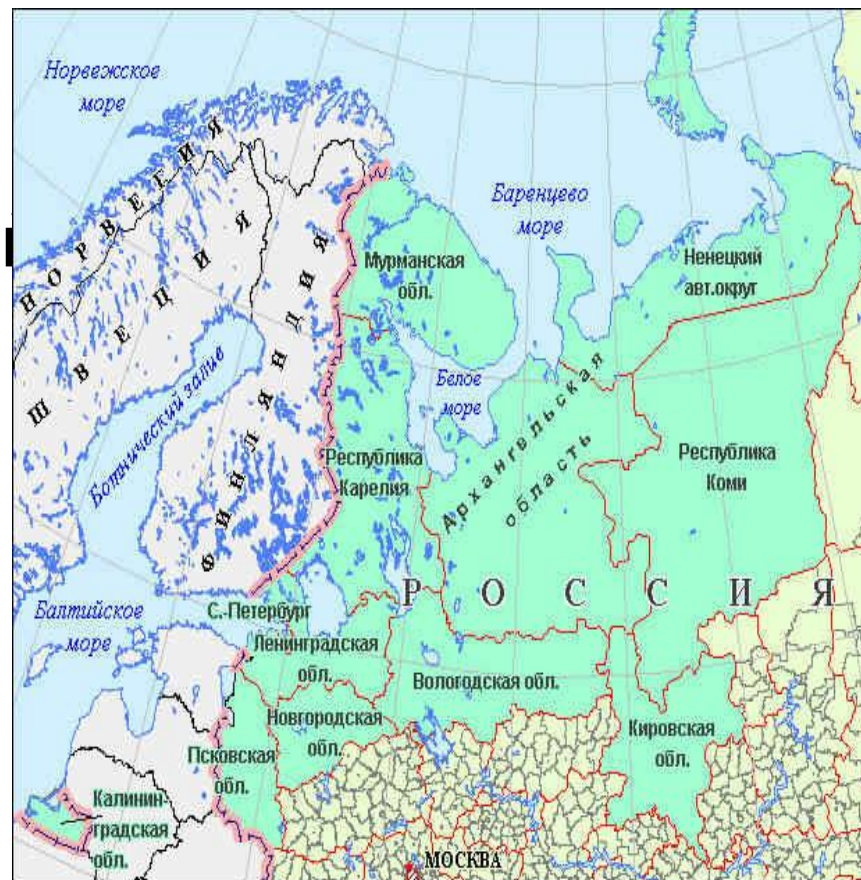 Норвежское
море
НОРВЕГИЯ
ШВЕЦИЯ
ФИНЛЯНДИЯ
Ботнический залив
Баренцево
море
Мурманская
обл.
Ненецкий
авт.округ
Белое
море
Архангельская
область
Республика
Карелия
Республика
Коми
РОССИЯ
Балтийское
море
С.-Петербург
Ленинградская
обл.
Вологодская обл.
Новгородская
обл.
Псковская
обл.
Кировская
обл.
Калинин-
градская
обл.
МОСКВА